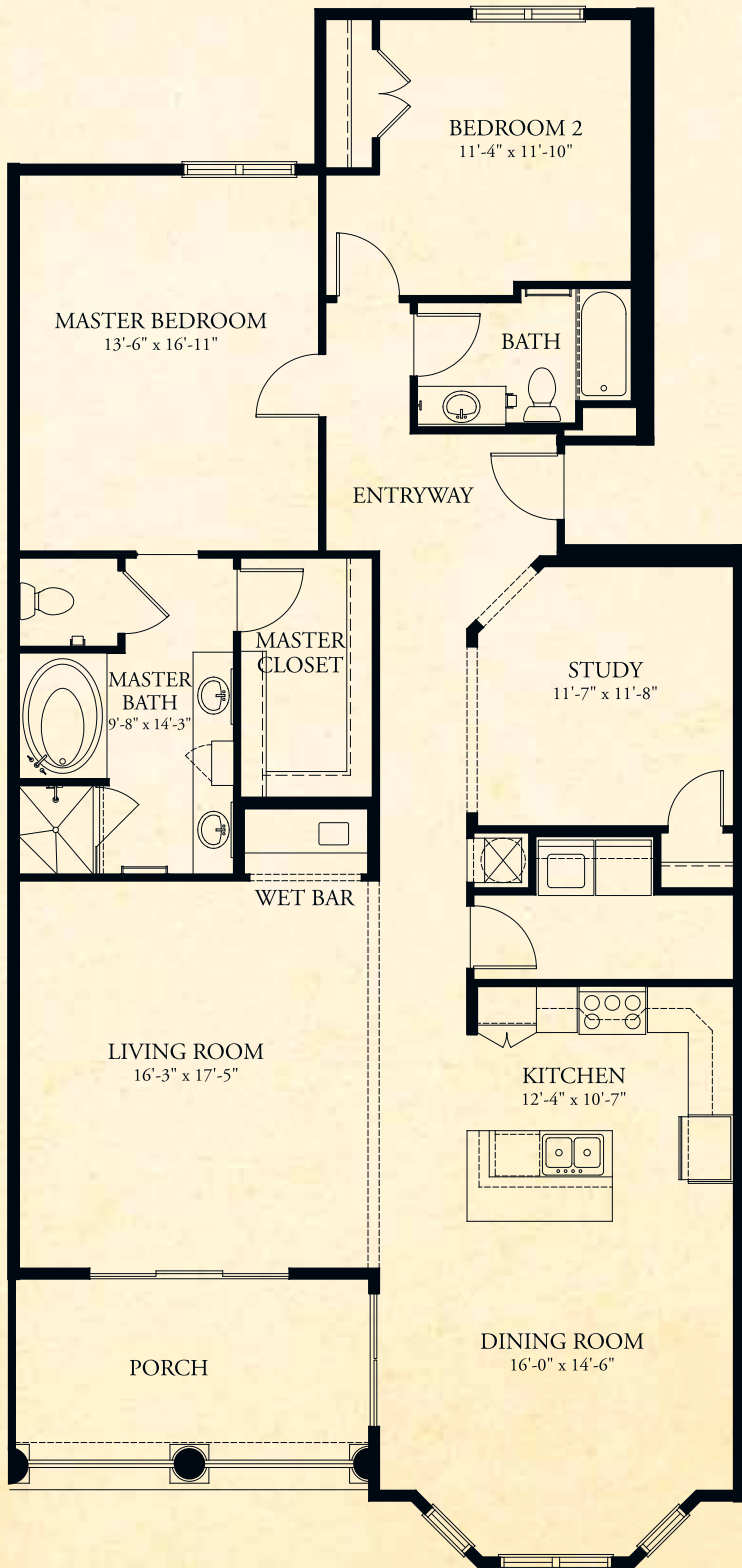 BEDROOM 2
11'-4" x 11'-10"
MASTER BEDROOM
13'-6" x 16'-11"
BATH
ENTRYWAY
MASTER
CLOSET
STUDY
11'-7" x 11'-8"
MASTER
BATH
9'-8" x 14'-3"
WET BAR
LIVING ROOM
16'-3" x 17'-5"
KITCHEN
12'-4" x 10'-7"
DINING ROOM
16'-0" x 14'-6"
PORCH